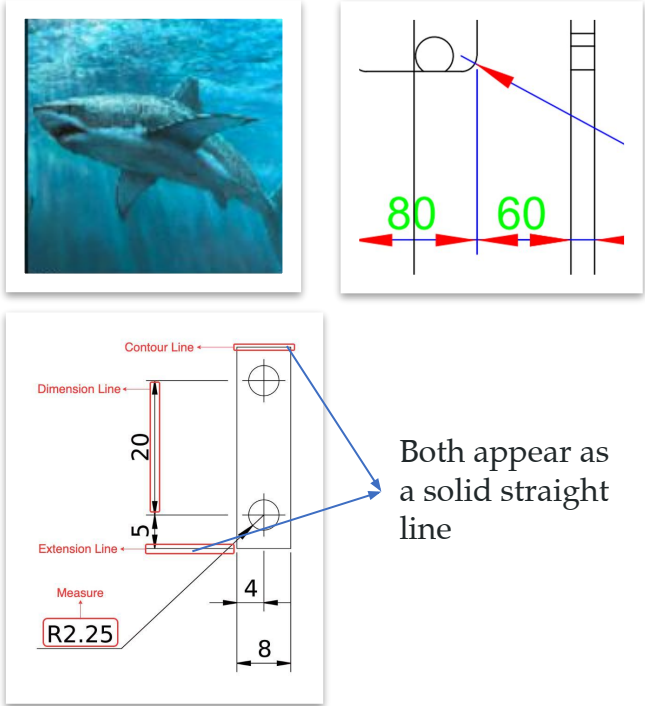 80 60
Contour Line
Dimension Line
20
5
Extension Line
Measure
R2.25
4
8
Both appear as
a solid straight
line